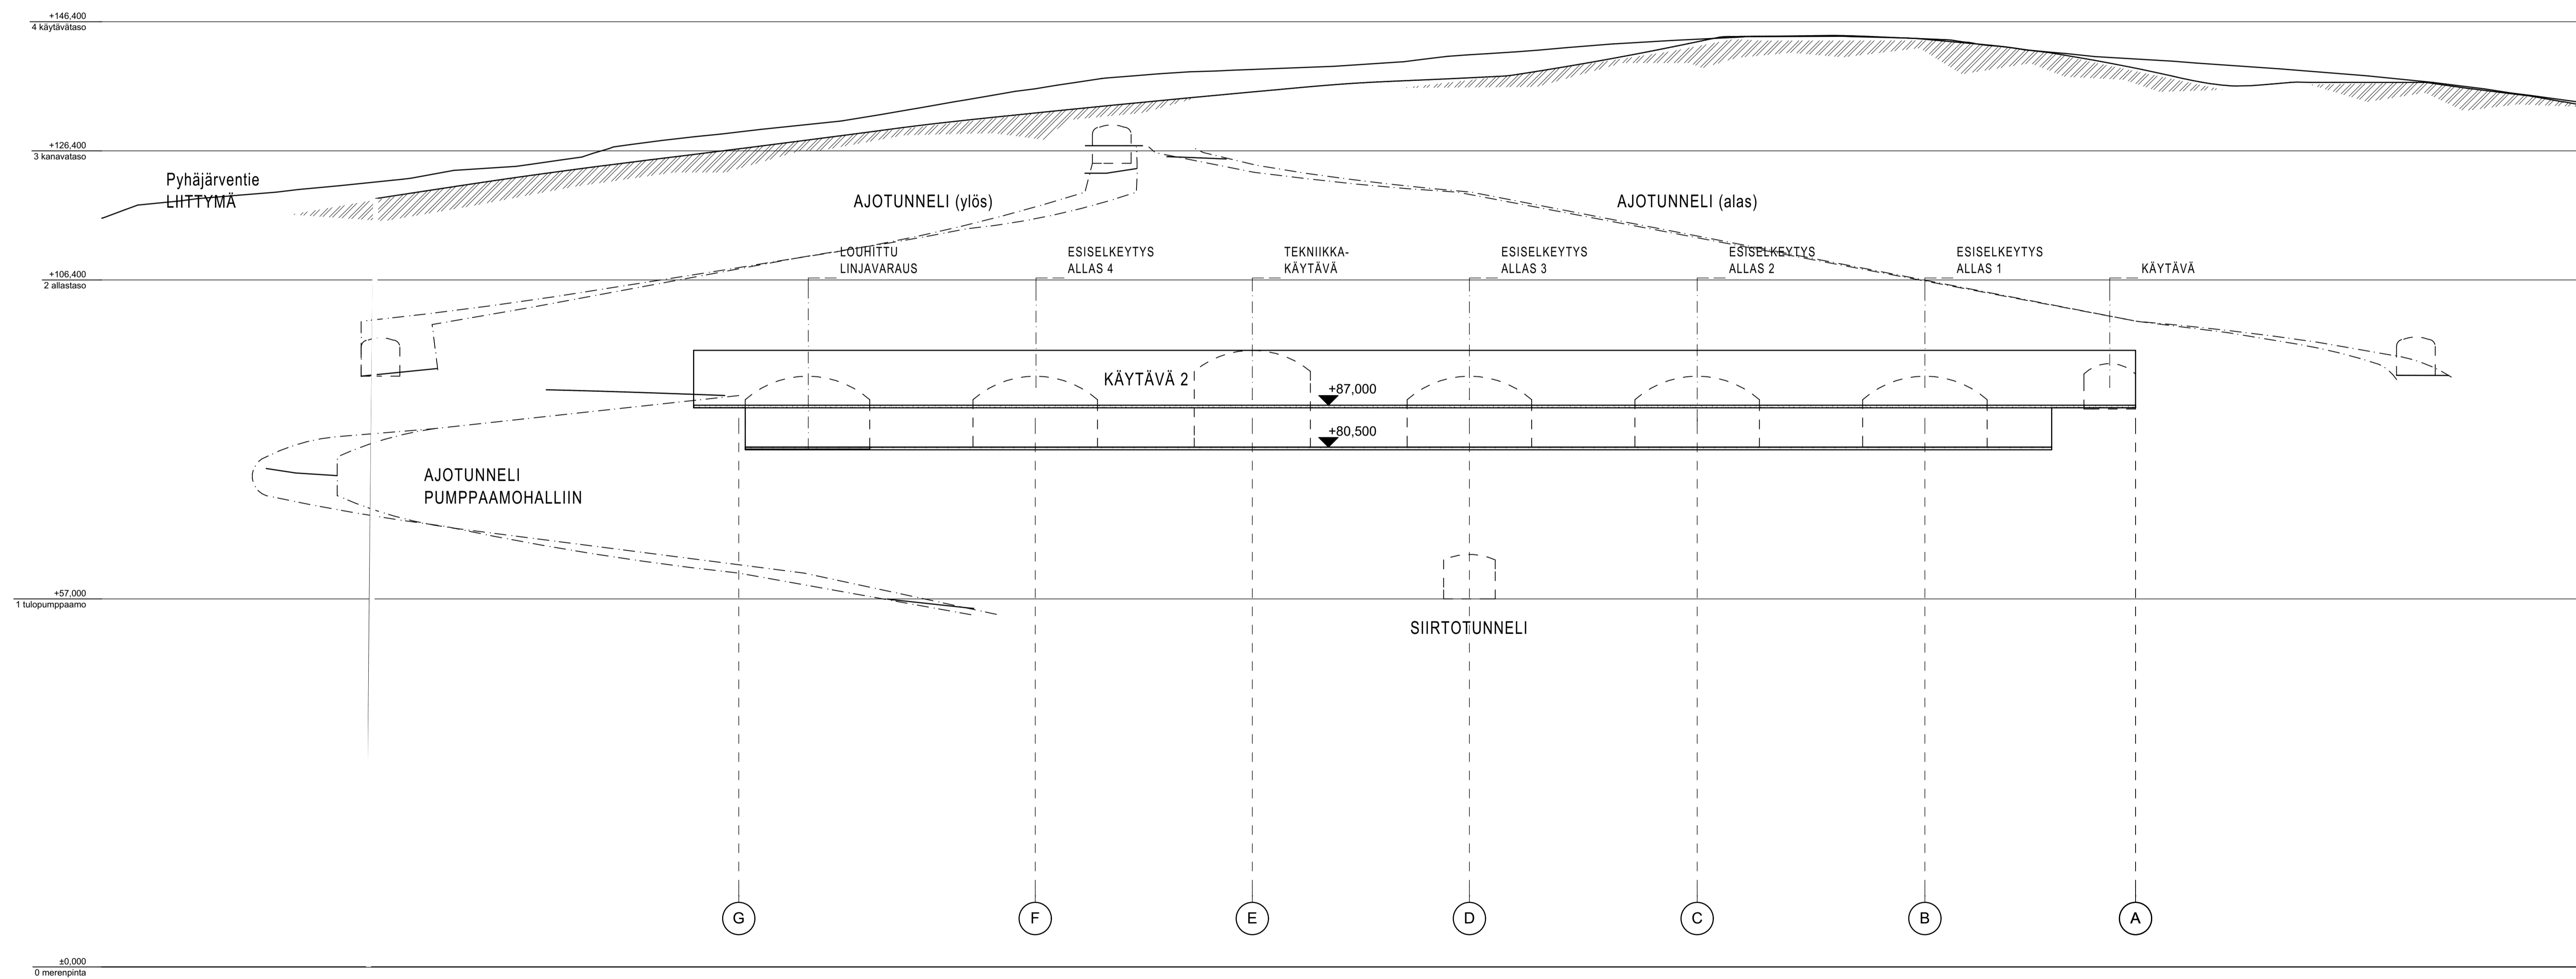 +146,400
4 käytävätaso
+126,400
3 kanavataso
Pyhäjärventie
LIITTYMÄ
AJOTUNNELI (ylös)
AJOTUNNELI (alas)
+106,400
2 allastaso
LOUHITTU
LINJAVARAUS
ESISELKEYTYS
ALLAS 4
TEKNIIKKA-
KÄYTÄVÄ
ESISELKEYTYS
ALLAS 3
ESISELKEYTYS
ALLAS 2
ESISELKEYTYS
ALLAS 1
KÄYTÄVÄ
KÄYTÄVÄ 2
+87,000
+80,500
AJOTUNNELI
PUMPPAAMOHALLIIN
+57,000
1 tulopumppaamo
SIIRTOTUNNELI
G
F
E
D
C
B
A
±0,000
0 merenpinta